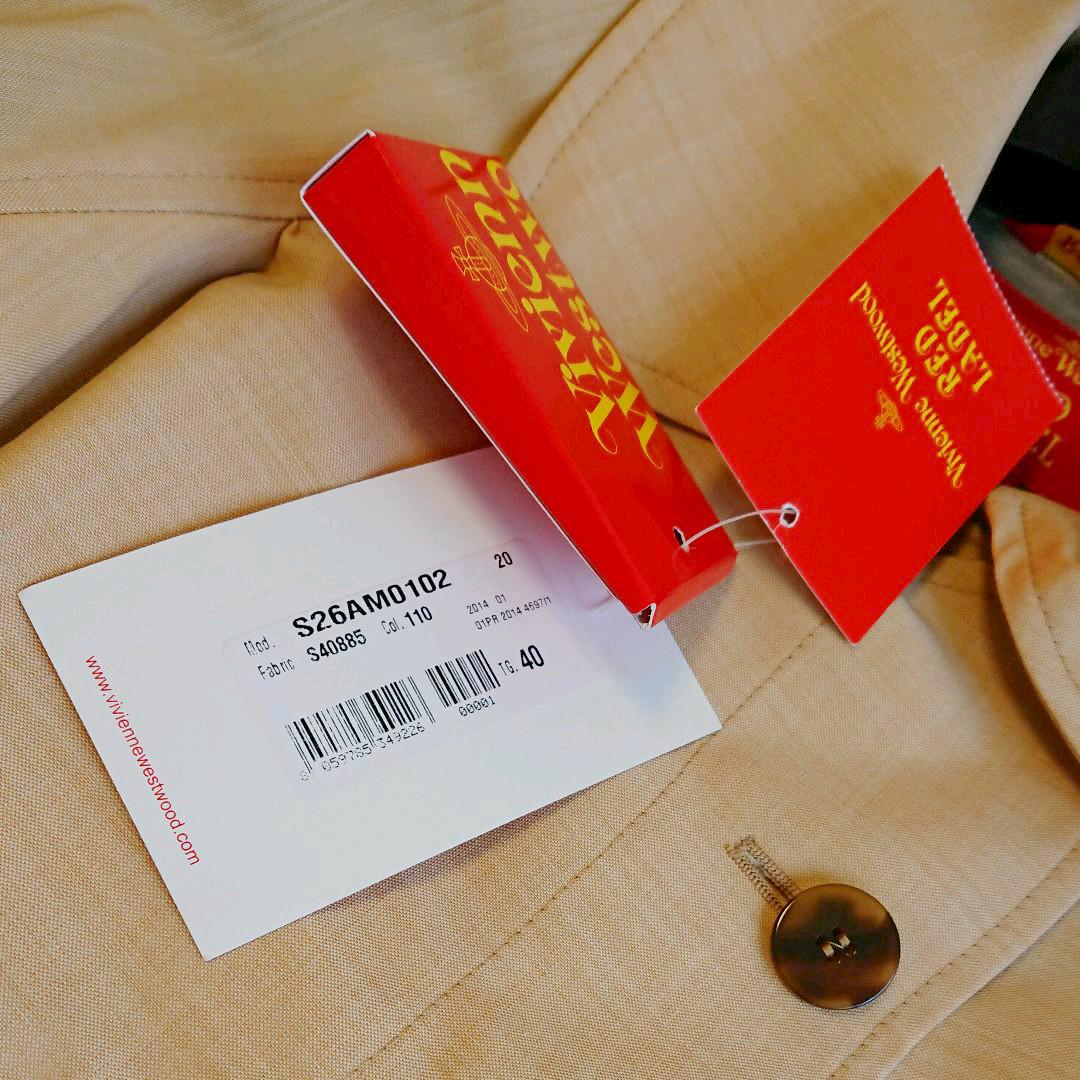 Vivienne
Westwood
Vivienne Westwood
RED
LABEL
20
Mod. S26AM0102
Fabric S40885 Col. 110
2014 01
01PR 2014 4697/1
TG. 40
8 059785 349226
00001
www.viviennewestwood.com